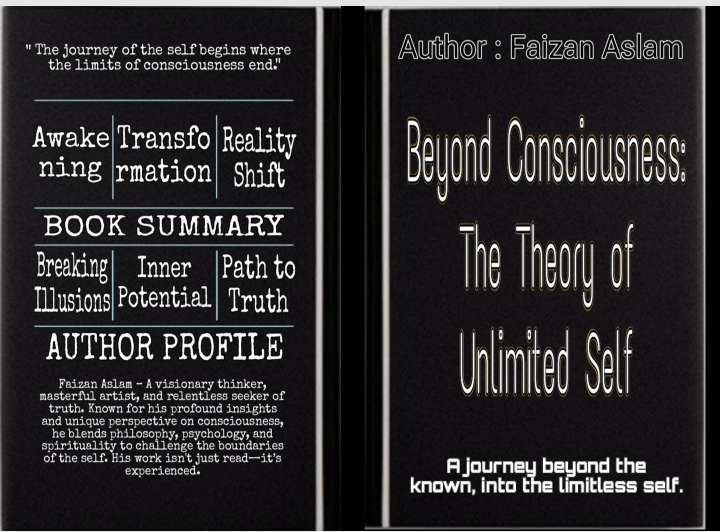 " The journey of the self begins where
the limits of consciousness end."
Awake
ning
Transfo
rmation
Reality
Shift
BOOK SUMMARY
Breaking
Illusions
Inner
Potential
Path to
Truth
AUTHOR PROFILE
Faizan Aslam – A visionary thinker,
masterful artist, and relentless seeker of
truth. Known for his profound insights
and unique perspective on consciousness,
he blends philosophy, psychology, and
spirituality to challenge the boundaries
of the self. His work isn't just read—it's
experienced.
Author : Faizan Aslam
Beyond Consciousness:
The Theory of
Unlimited Self
A journey beyond the
known, into the limitless self.